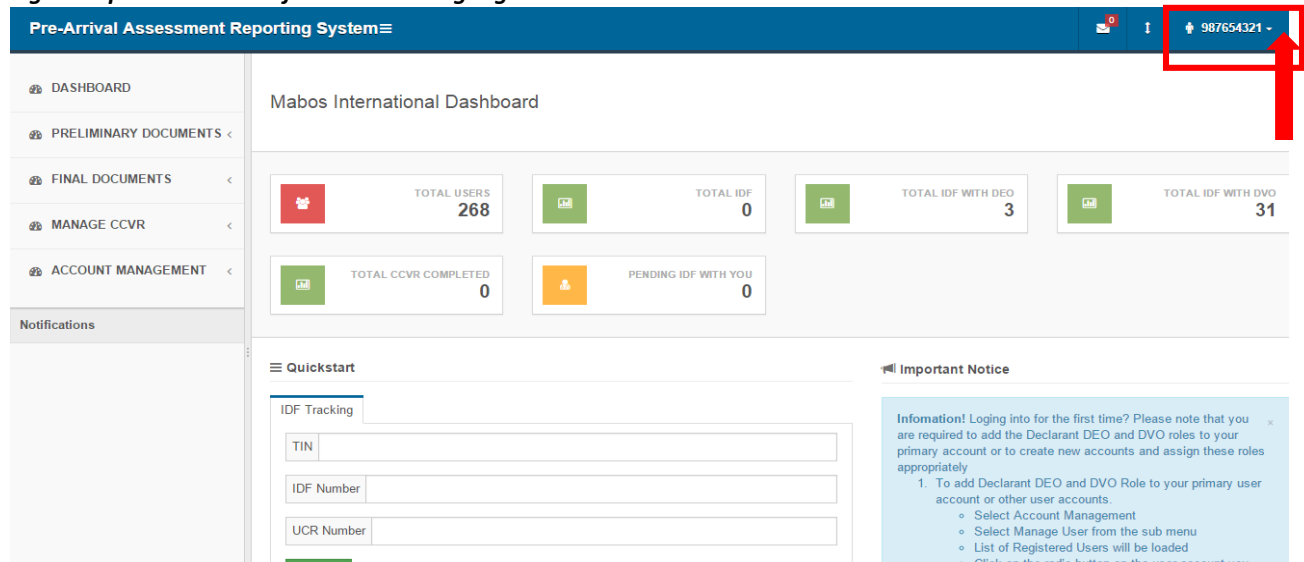 Pre-Arrival Assessment Reporting System
0
987654321
DASHBOARD
PRELIMINARY DOCUMENTS
FINAL DOCUMENTS
MANAGE CCVR
ACCOUNT MANAGEMENT
Notifications
Mabos International Dashboard
TOTAL USERS
268
TOTAL IDF
0
TOTAL IDF WITH DEO
3
TOTAL IDF WITH DVO
31
TOTAL CCVR COMPLETED
0
PENDING IDF WITH YOU
0
Quickstart
IDF Tracking
TIN
IDF Number
UCR Number
Important Notice
Infomation! Loging into for the first time? Please note that you
are required to add the Declarant DEO and DVO roles to your
primary account or to create new accounts and assign these roles
appropriately
1. To add Declarant DEO and DVO Role to your primary user
account or other user accounts.
Select Account Management
Select Manage User from the sub menu
List of Registered Users will be loaded